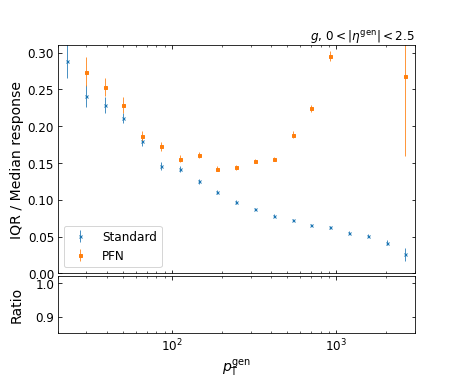 g, 0 < |η^gen| < 2.5
IQR / Median response
0.30
0.25
0.20
0.15
0.10
0.05
0.00
Standard
PFN
Ratio
1.0
0.9
10^2
10^3
p_T^gen